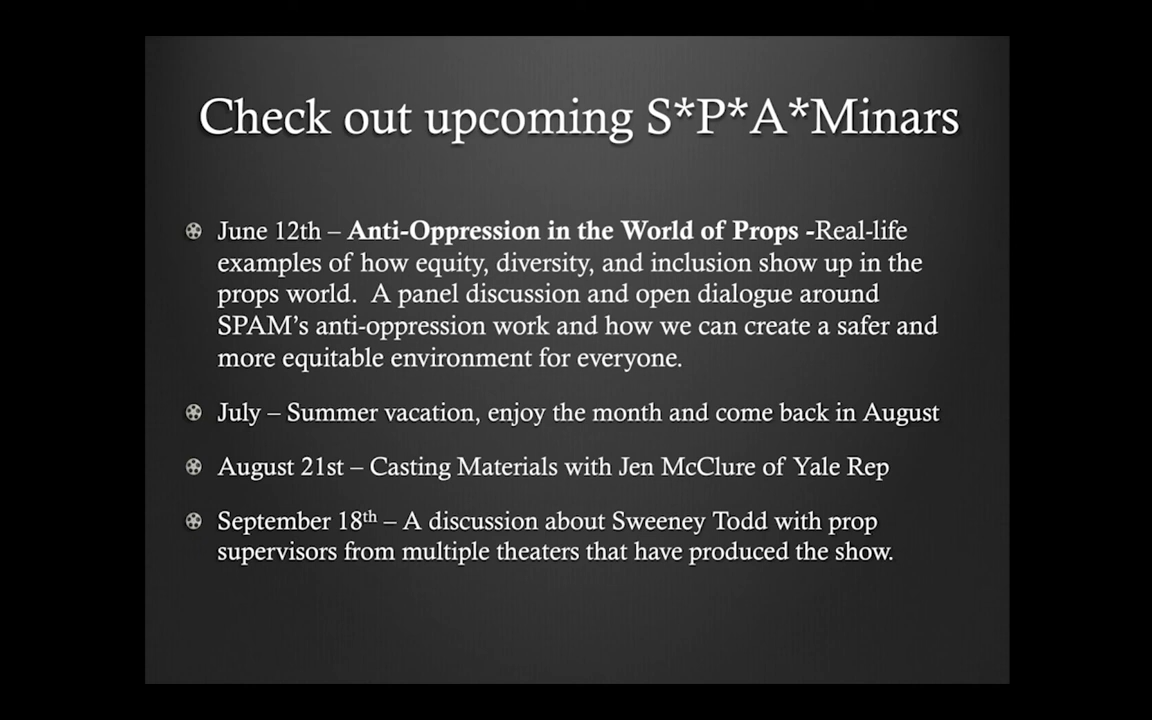 Check out upcoming S*P*A*Minars
June 12th – Anti-Oppression in the World of Props -Real-life
examples of how equity, diversity, and inclusion show up in the
props world.  A panel discussion and open dialogue around
SPAM’s anti-oppression work and how we can create a safer and
more equitable environment for everyone.
July – Summer vacation, enjoy the month and come back in August
August 21st – Casting Materials with Jen McClure of Yale Rep
September 18th – A discussion about Sweeney Todd with prop
supervisors from multiple theaters that have produced the show.